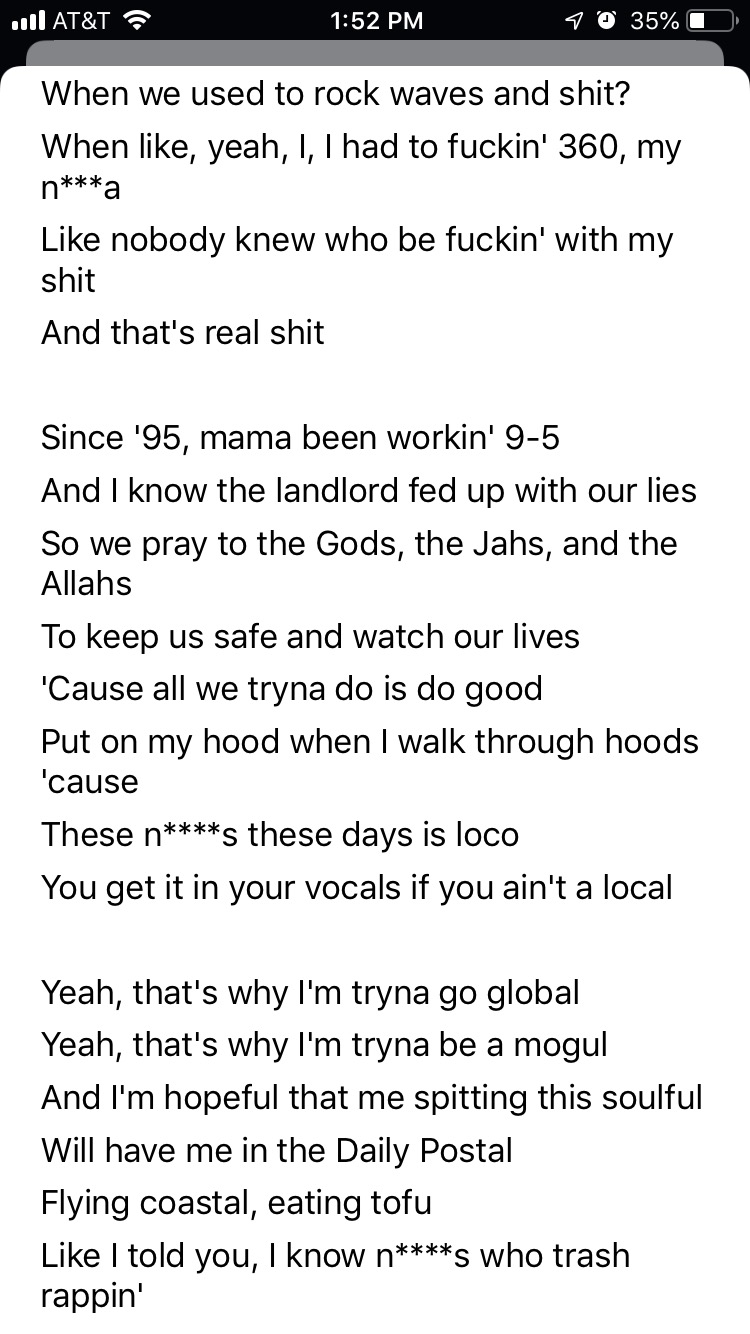 AT&T 1:52 PM 35%
When we used to rock waves and shit?
When like, yeah, I, I had to fuckin' 360, my
n***a
Like nobody knew who be fuckin' with my
shit
And that's real shit
Since '95, mama been workin' 9-5
And I know the landlord fed up with our lies
So we pray to the Gods, the Jahs, and the
Allahs
To keep us safe and watch our lives
'Cause all we tryna do is do good
Put on my hood when I walk through hoods
'cause
These n****s these days is loco
You get it in your vocals if you ain't a local
Yeah, that's why I'm tryna go global
Yeah, that's why I'm tryna be a mogul
And I'm hopeful that me spitting this soulful
Will have me in the Daily Postal
Flying coastal, eating tofu
Like I told you, I know n****s who trash
rappin'